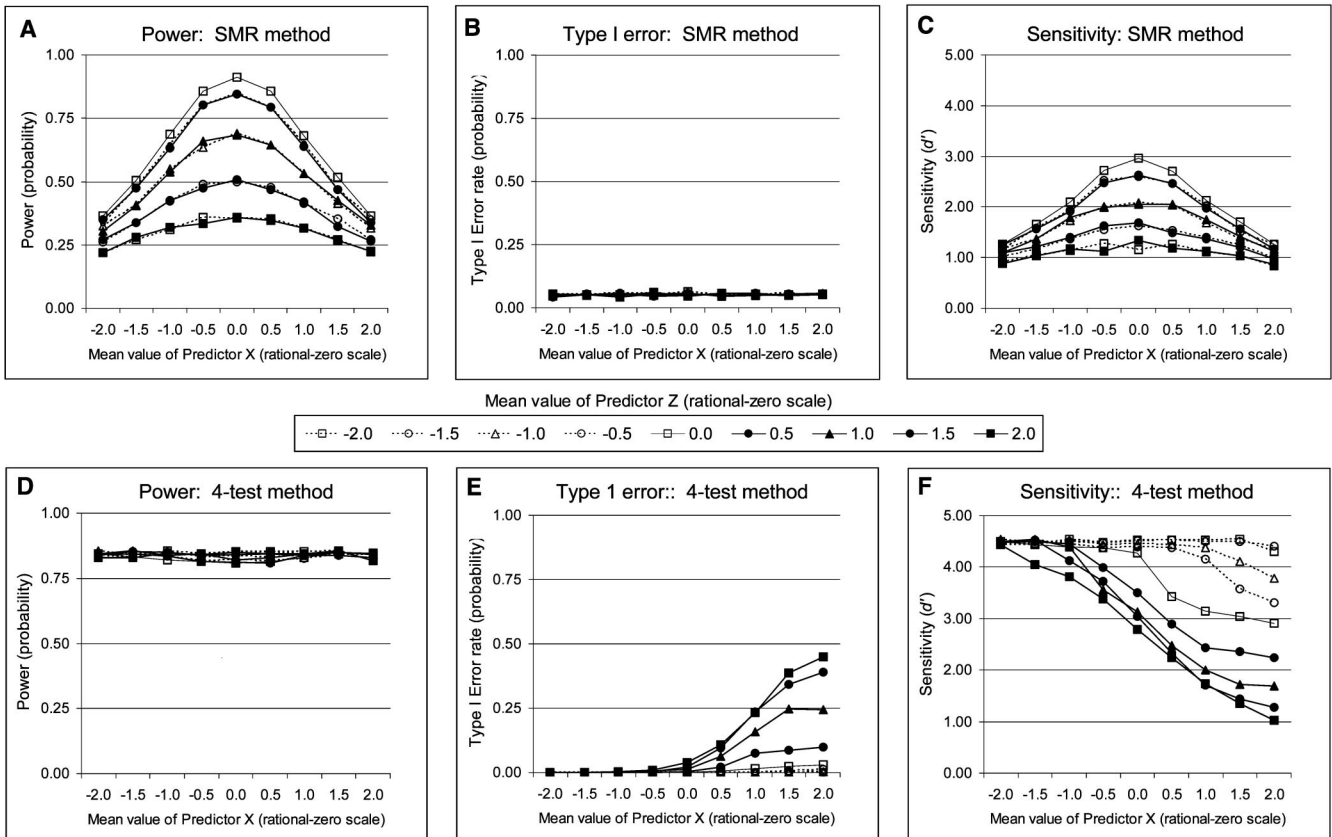 A
Power: SMR method
1.00
0.75
0.50
0.25
0.00
Power (probability)
-2.0 -1.5 -1.0 -0.5 0.0 0.5 1.0 1.5 2.0
Mean value of Predictor X (rational-zero scale)
B
Type I error: SMR method
1.00
0.75
0.50
0.25
0.00
Type I Error rate (probability)
-2.0 -1.5 -1.0 -0.5 0.0 0.5 1.0 1.5 2.0
Mean value of Predictor X (rational-zero scale)
C
Sensitivity: SMR method
5.00
4.00
3.00
2.00
1.00
0.00
Sensitivity (d′)
-2.0 -1.5 -1.0 -0.5 0.0 0.5 1.0 1.5 2.0
Mean value of Predictor X (rational-zero scale)
Mean value of Predictor Z (rational-zero scale)
-2.0 -1.5 -1.0 -0.5 0.0 0.5 1.0 1.5 2.0
D
Power: 4-test method
1.00
0.75
0.50
0.25
0.00
Power (probability)
-2.0 -1.5 -1.0 -0.5 0.0 0.5 1.0 1.5 2.0
Mean value of Predictor X (rational-zero scale)
E
Type 1 error:: 4-test method
1.00
0.75
0.50
0.25
0.00
Type I Error rate (probability)
-2.0 -1.5 -1.0 -0.5 0.0 0.5 1.0 1.5 2.0
Mean value of Predictor X (rational-zero scale)
F
Sensitivity:: 4-test method
5.00
4.00
3.00
2.00
1.00
0.00
Sensitivity (d′)
-2.0 -1.5 -1.0 -0.5 0.0 0.5 1.0 1.5 2.0
Mean value of Predictor X (rational-zero scale)